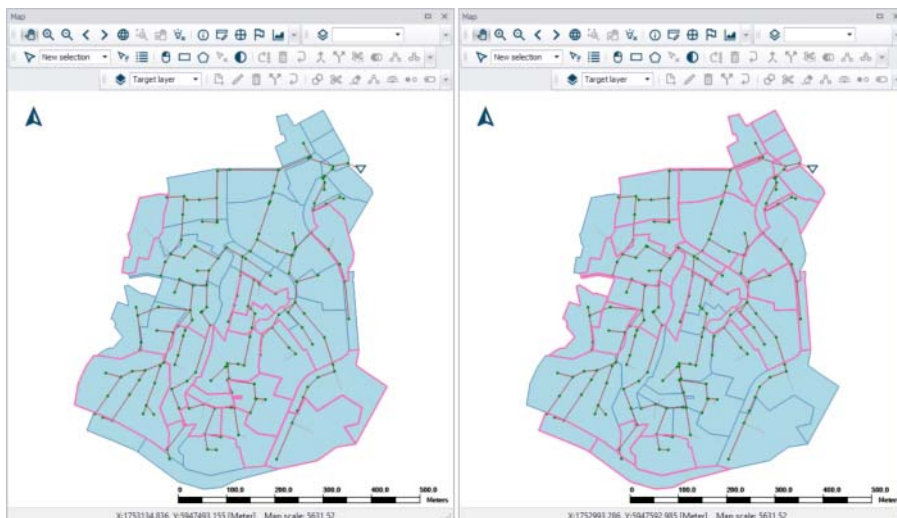 Map
New selection
Target layer
0 100.0 200.0 300.0 400.0 500.0
Meters
X:1753134.836, Y:5947493.155 [Meter] Map scale: 5631.52
Map
New selection
Target layer
0 100.0 200.0 300.0 400.0 500.0
Meters
X:1752993.286, Y:5947592.985 [Meter] Map scale: 5631.52